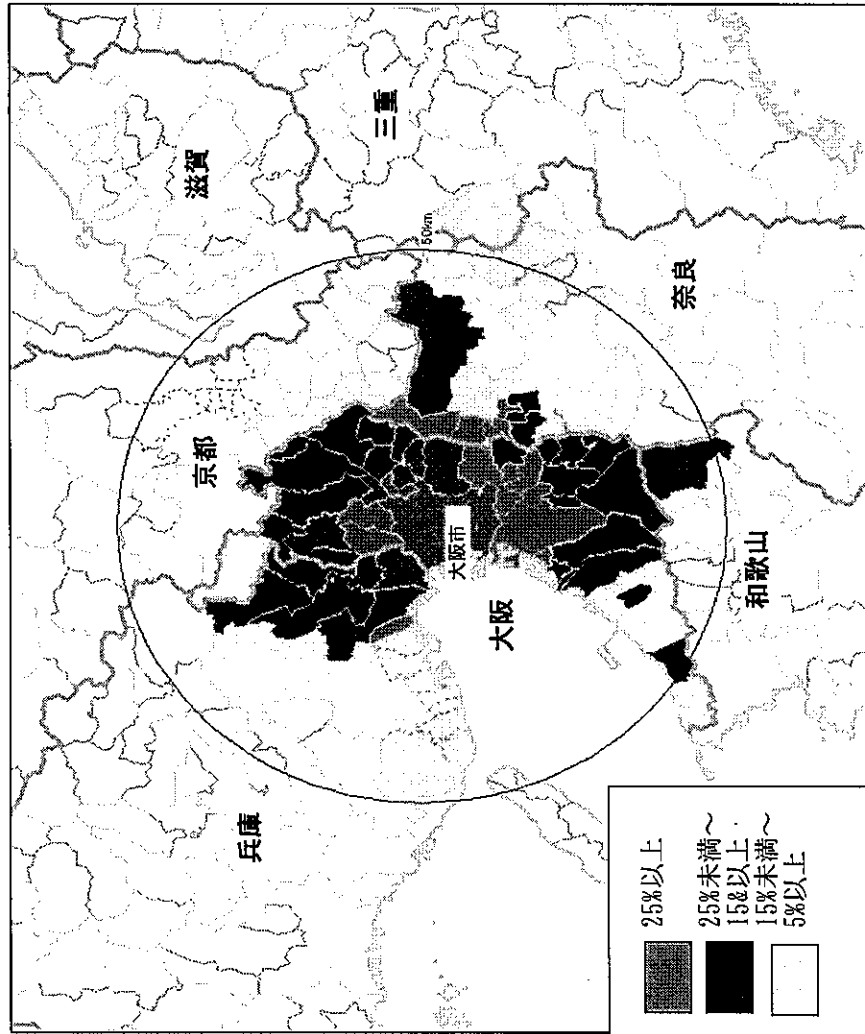 滋賀
三重
京都
50km
兵庫
大阪市
大阪
奈良
和歌山
25%以上
25%未満~
15&以上
15%未満~
5%以上